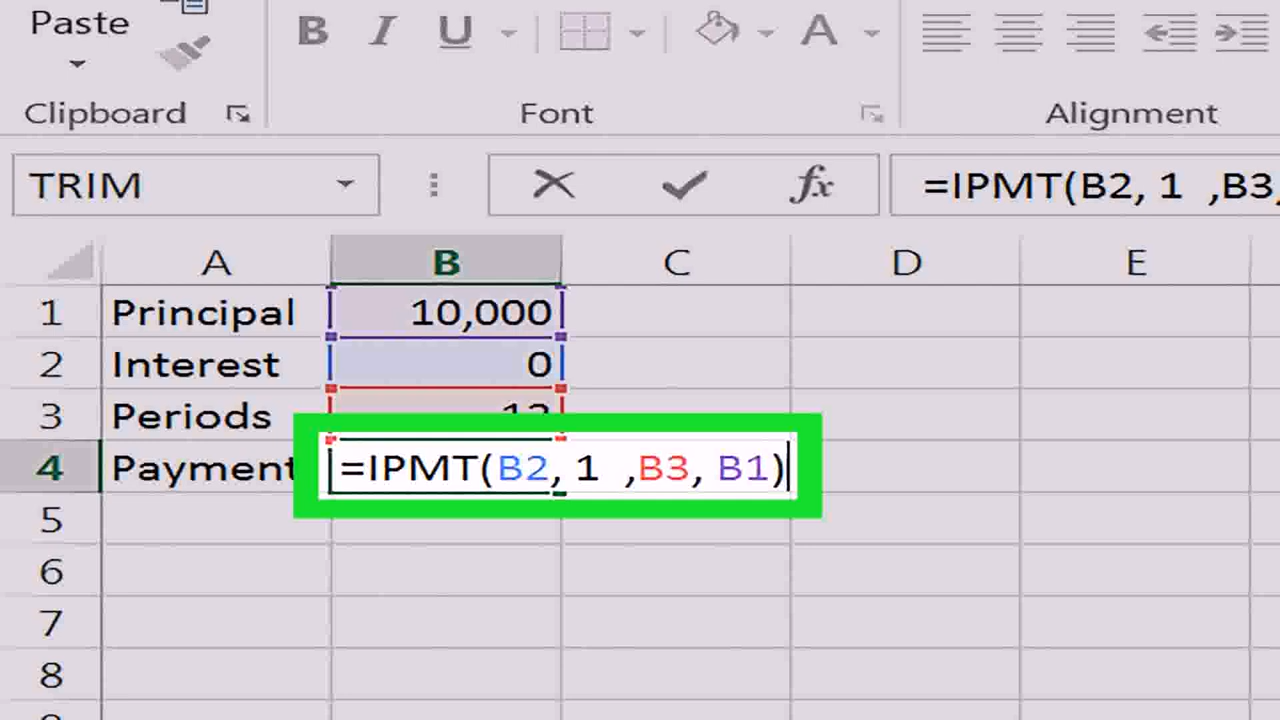 Paste
B I U A
Clipboard Font Alignment
TRIM fx =IPMT(B2, 1 ,B3,
A B C D E
1 Principal 10,000
2 Interest 0
3 Periods 12
4 Payment =IPMT(B2, 1 ,B3, B1)
5
6
7
8